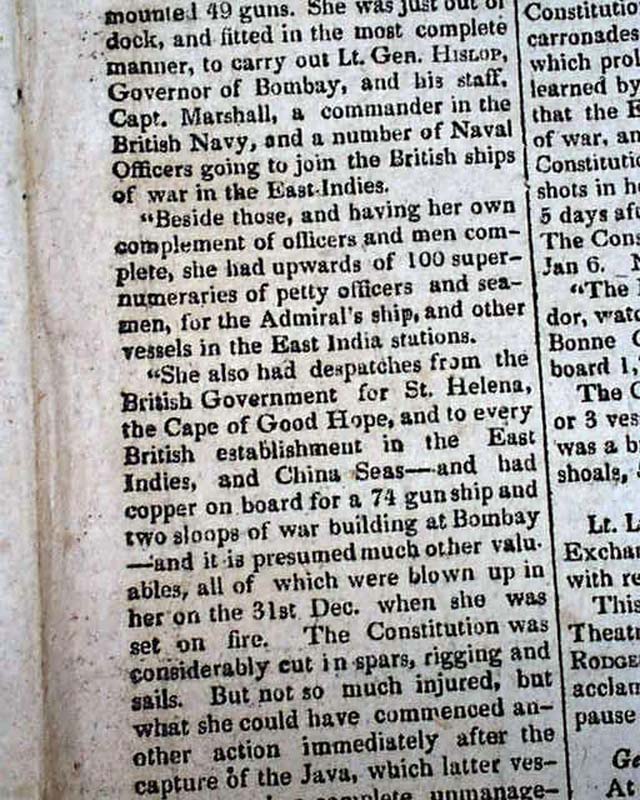 mounted 49 guns. She was just out of
dock, and fitted in the most complete
manner, to carry out Lt. Gen. HISLOP,
Governor of Bombay, and his staff.
Capt. Marshall, a commander in the
British Navy, and a number of Naval
Officers going to join the British ships
of war in the East-Indies.
"Beside those, and having her own
complement of officers and men com-
plete, she had upwards of 100 super-
numeraries of petty officers and sea-
men, for the Admiral's ship, and other
vessels in the East India stations.
"She also had despatches from the
British Government for St. Helena,
the Cape of Good Hope, and to every
British establishment in the East
Indies, and China Seas—and had
copper on board for a 74 gun ship and
two sloops of war building at Bombay
—and it is presumed much other valu-
ables, all of which were blown up in
her on the 31st Dec. when she was
set on fire. The Constitution was
considerably cut in spars, rigging and
sails. But not so much injured, but
what she could have commenced an-
other action immediately after the
capture of the Java, which latter ves-
complete unmanage-
Constitutio
carronades
which prol
learned by
that the E
of war, an
Constitutio
shots in h
5 days aft
The Cons
Jan 6. N
"The
dor, watc
Bonne C
board 1,
The C
or 3 ves
was a b
shoals,
Lt. L
Exchan
with re
This
Theatr
RODGE
acclam
pause
Ge
At